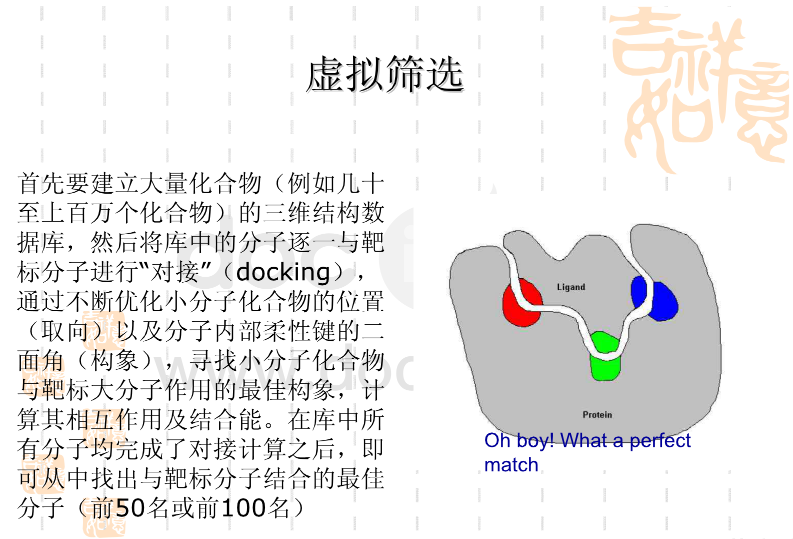 吉祥
如意
虚拟筛选
首先要建立大量化合物（例如几十
至上百万个化合物）的三维结构数
据库，然后将库中的分子逐一与靶
标分子进行“对接”（docking），
通过不断优化小分子化合物的位置
（取向）以及分子内部柔性键的二
面角（构象），寻找小分子化合物
与靶标大分子作用的最佳构象，计
算其相互作用及结合能。在库中所
有分子均完成了对接计算之后，即
可从中找出与靶标分子结合的最佳
分子（前50名或前100名）
Ligand
Protein
Oh boy! What a perfect
match